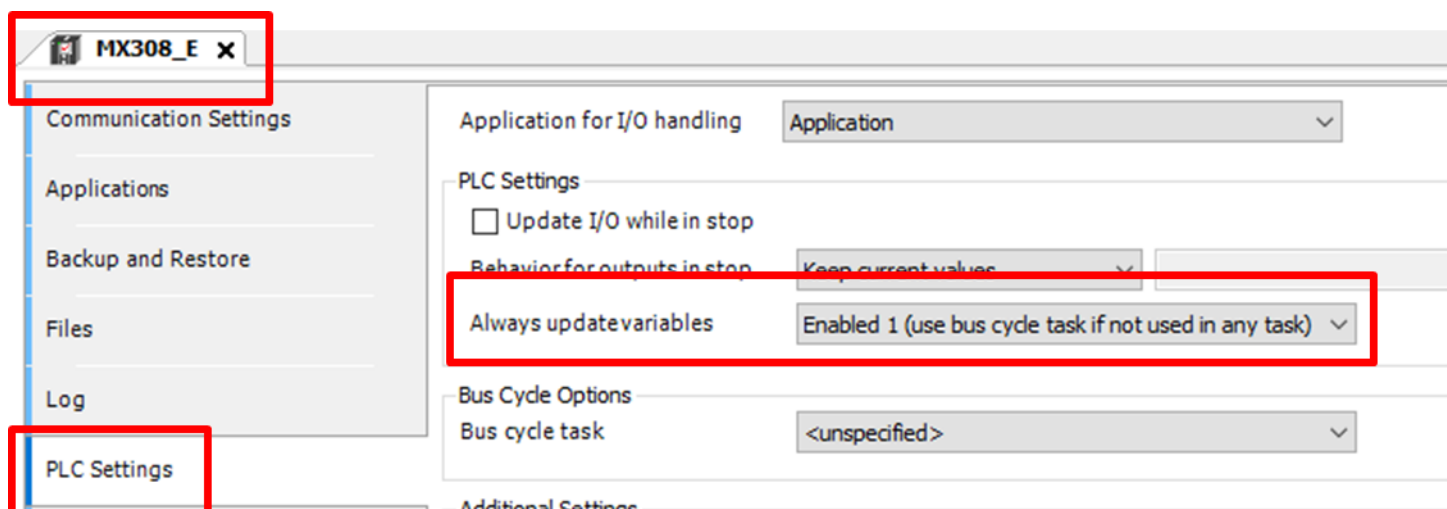 MX308_E
Communication Settings
Applications
Backup and Restore
Files
Log
PLC Settings
Application for I/O handling Application
PLC Settings
Update I/O while in stop
Behavior for outputs in stop Keep current values
Always update variables Enabled 1 (use bus cycle task if not used in any task)
Bus Cycle Options
Bus cycle task <unspecified>
Additional Settings